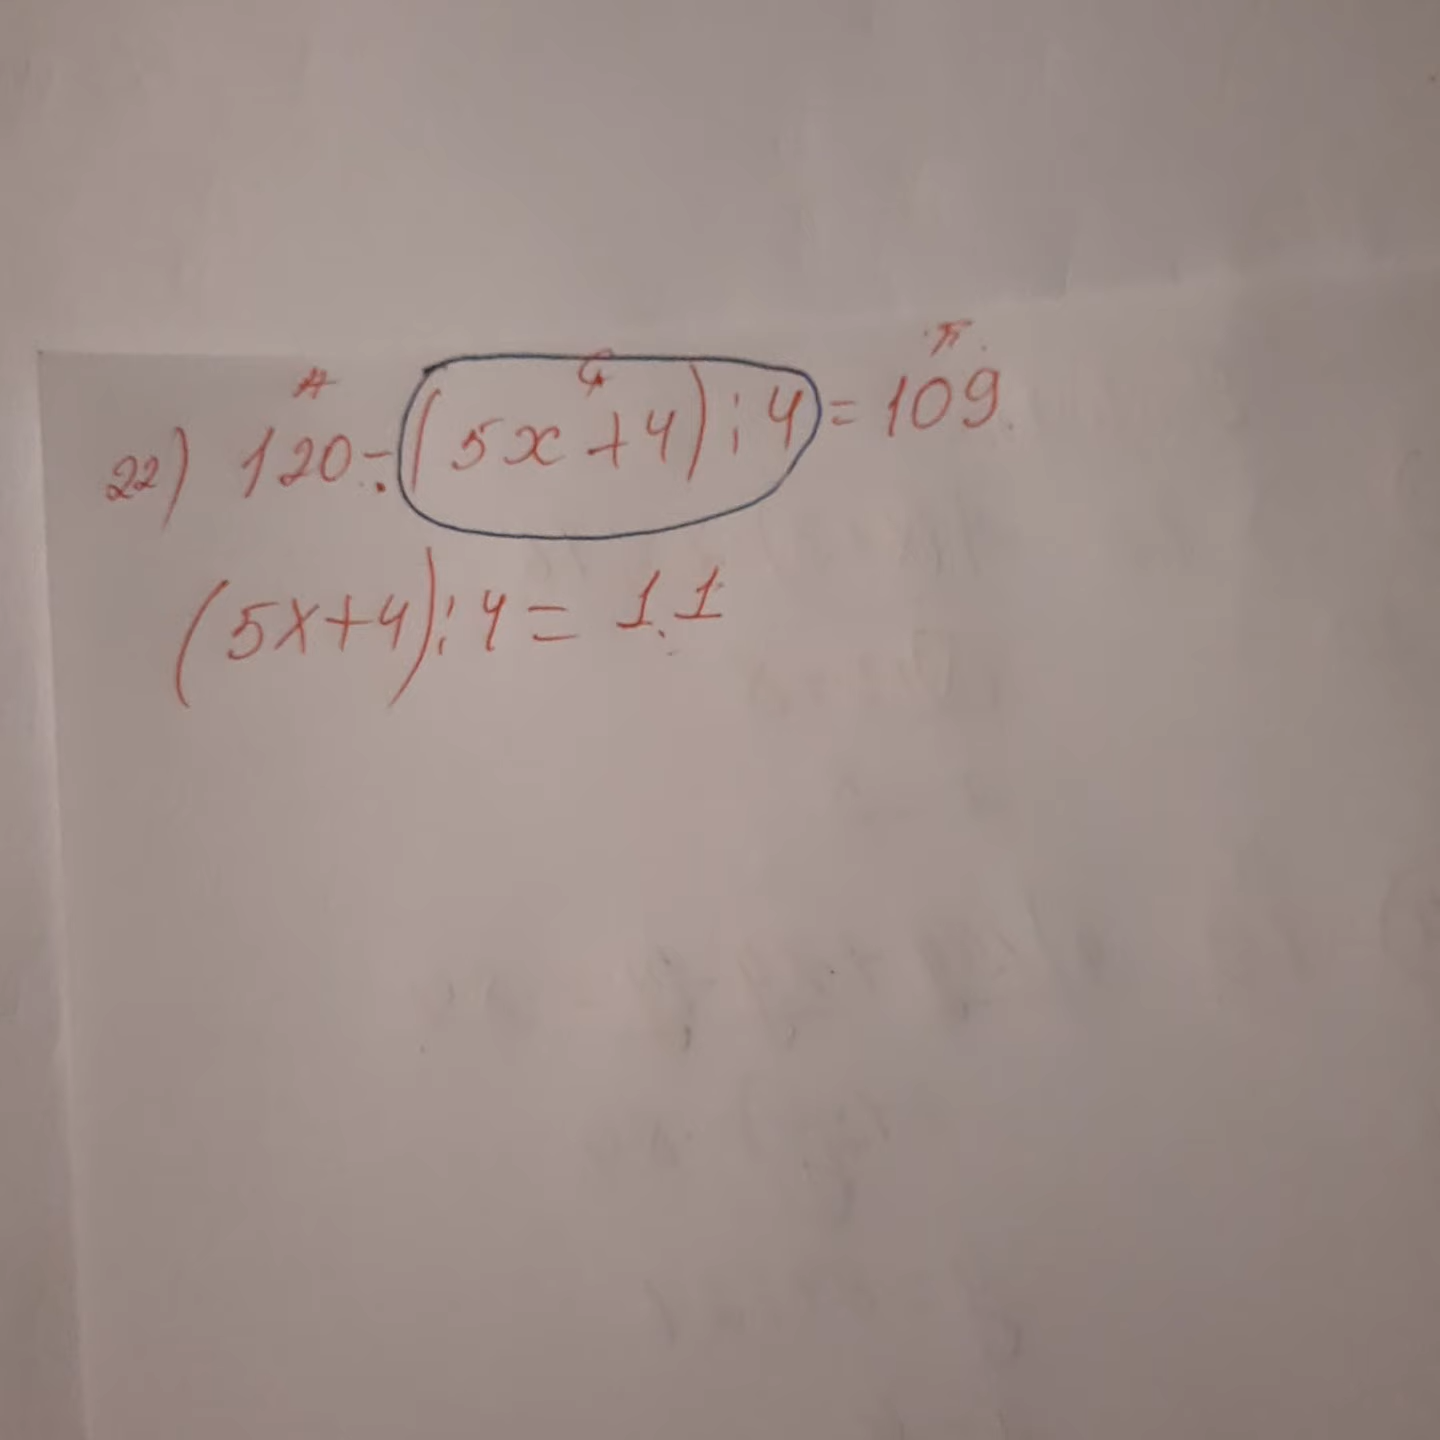 22) 120 - (5x+4) : 4 = 109
(5x+4) : 4 = 11